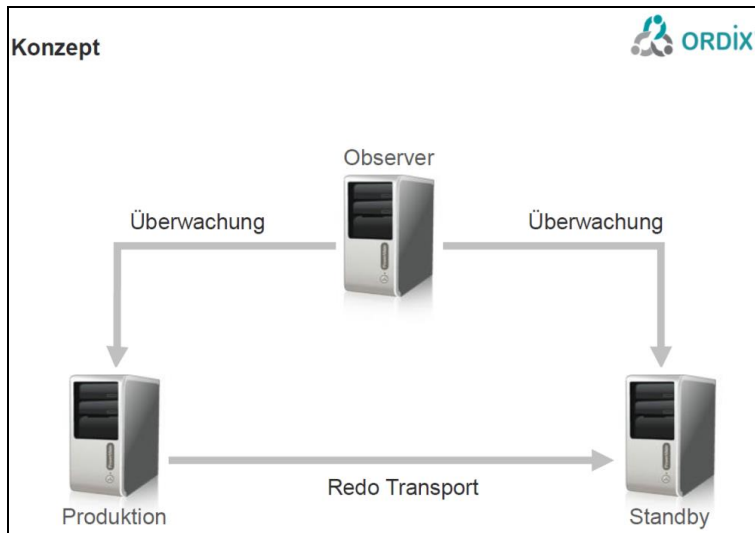 Konzept
ORDIX
Observer
Überwachung
Überwachung
Redo Transport
Produktion
Standby